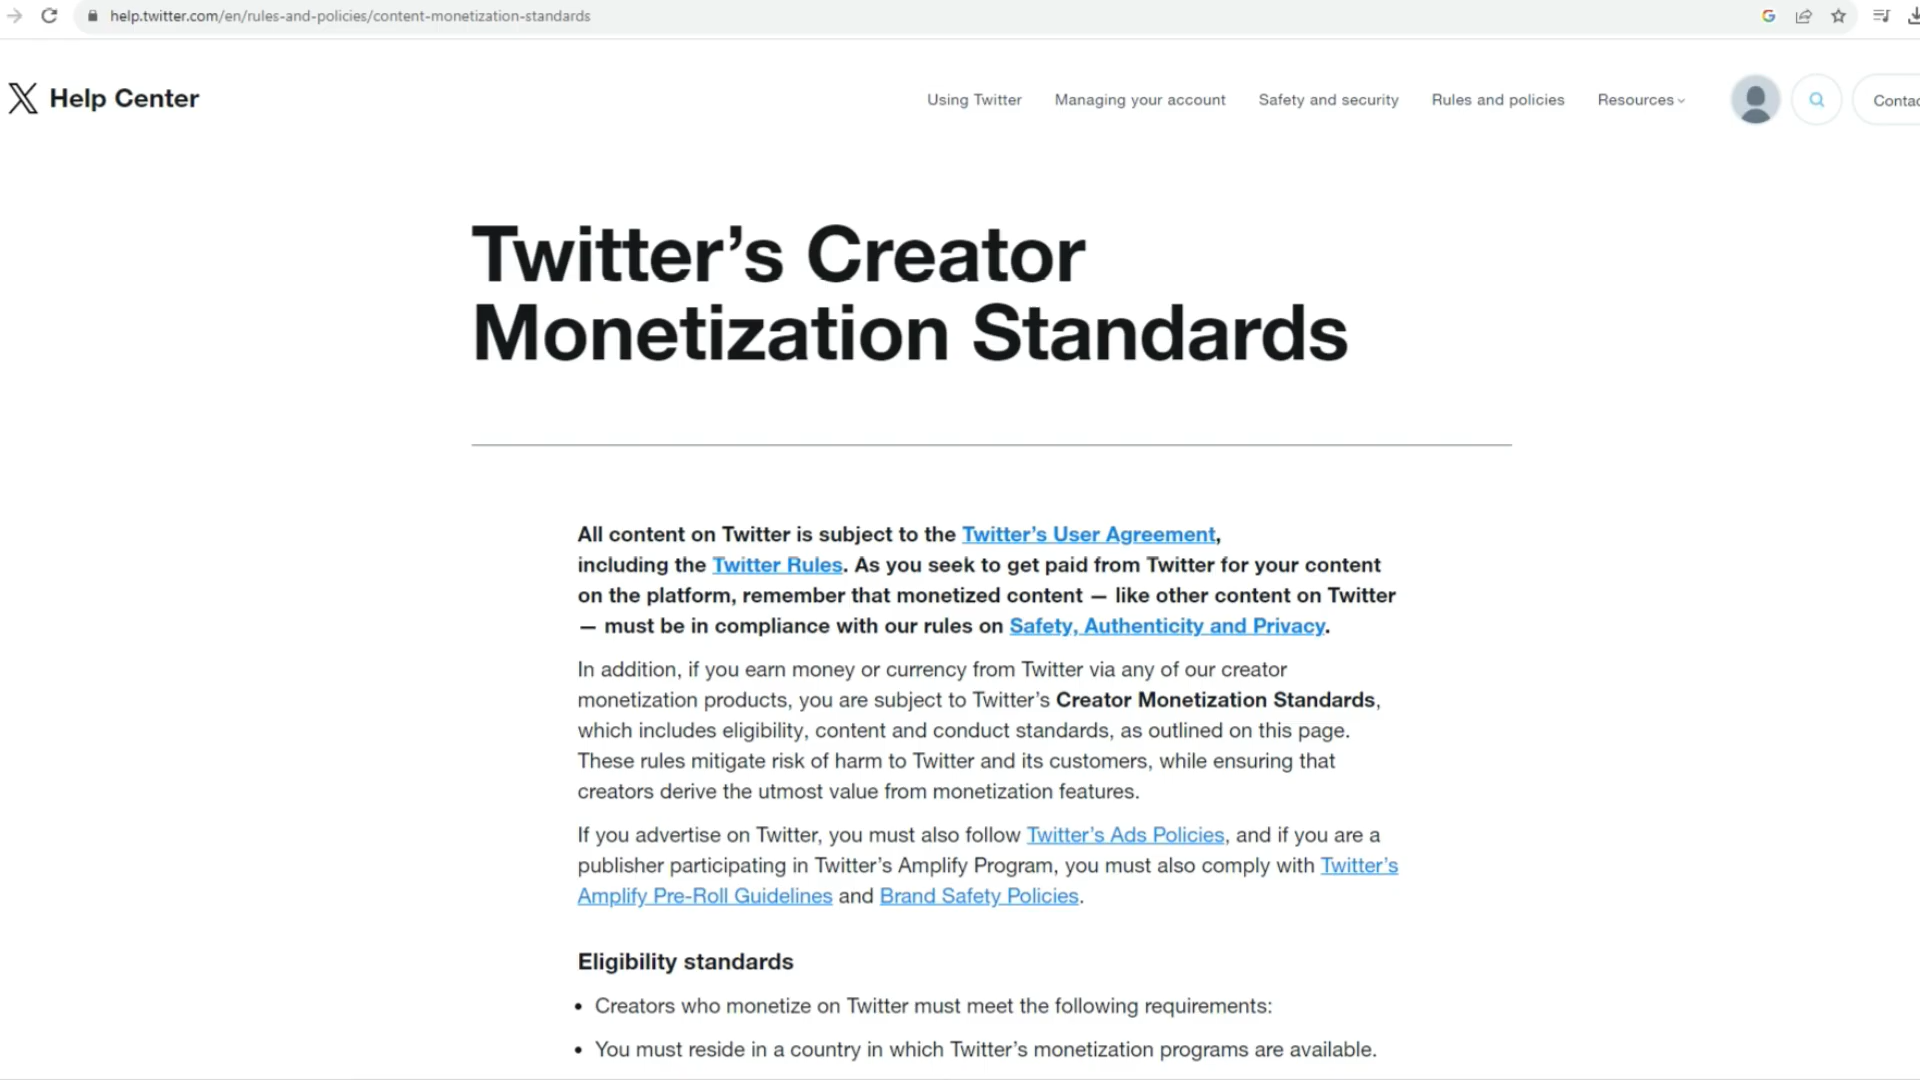 help.twitter.com/en/rules-and-policies/content-monetization-standards
Help Center
Using Twitter
Managing your account
Safety and security
Rules and policies
Resources
Contac
Twitter’s Creator
Monetization Standards
All content on Twitter is subject to the Twitter’s User Agreement,
including the Twitter Rules. As you seek to get paid from Twitter for your content
on the platform, remember that monetized content — like other content on Twitter
— must be in compliance with our rules on Safety, Authenticity and Privacy.
In addition, if you earn money or currency from Twitter via any of our creator
monetization products, you are subject to Twitter’s Creator Monetization Standards,
which includes eligibility, content and conduct standards, as outlined on this page.
These rules mitigate risk of harm to Twitter and its customers, while ensuring that
creators derive the utmost value from monetization features.
If you advertise on Twitter, you must also follow Twitter’s Ads Policies, and if you are a
publisher participating in Twitter’s Amplify Program, you must also comply with Twitter’s
Amplify Pre-Roll Guidelines and Brand Safety Policies.
Eligibility standards
• Creators who monetize on Twitter must meet the following requirements:
• You must reside in a country in which Twitter’s monetization programs are available.